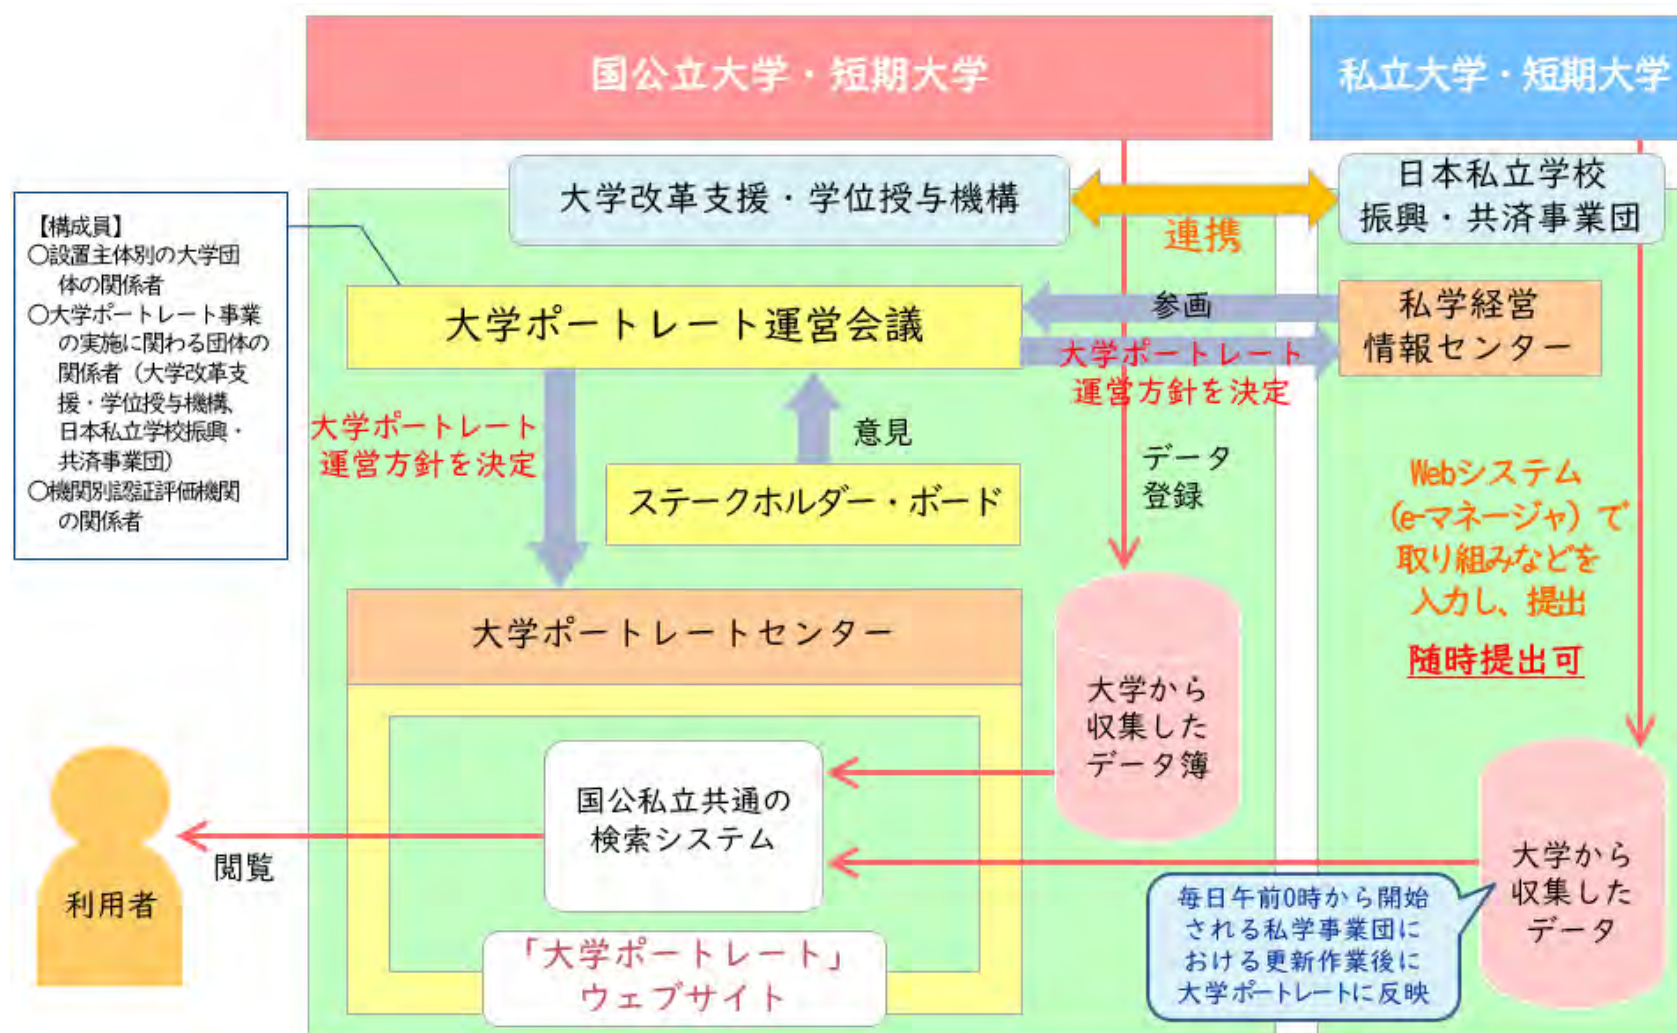 国公立大学・短期大学
私立大学・短期大学
大学改革支援・学位授与機構
連携
日本私立学校
振興・共済事業団
【構成員】
〇設置主体別の大学団
体の関係者
〇大学ポートレート事業
の実施に関わる団体の
関係者（大学改革支
援・学位授与機構、
日本私立学校振興・
共済事業団）
〇機関別認証評価機関
の関係者
大学ポートレート運営会議
参画
大学ポートレート
運営方針を決定
私学経営
情報センター
大学ポートレート
運営方針を決定
意見
ステークホルダー・ボード
データ
登録
Webシステム
（e-マネージャ）で
取り組みなどを
入力し、提出
随時提出可
大学ポートレートセンター
大学から
収集した
データ簿
国公私立共通の
検索システム
閲覧
利用者
「大学ポートレート」
ウェブサイト
毎日午前0時から開始
される私学事業団に
おける更新作業後に
大学ポートレートに反映
大学から
収集した
データ